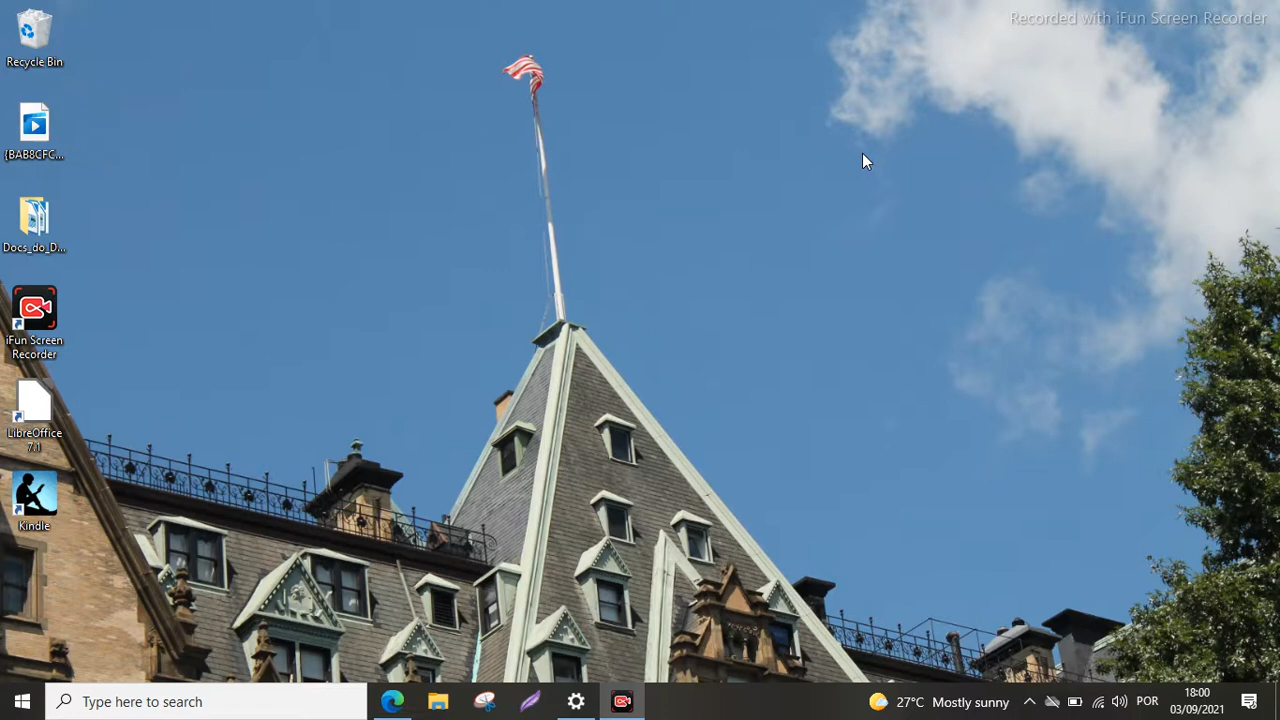 Recorded with iFun Screen Recorder
Recycle Bin
{BAB8CFC...
Docs_do_D...
iFun Screen
Recorder
LibreOffice
7.1
Kindle
Type here to search
27°C Mostly sunny
POR
18:00
03/09/2021